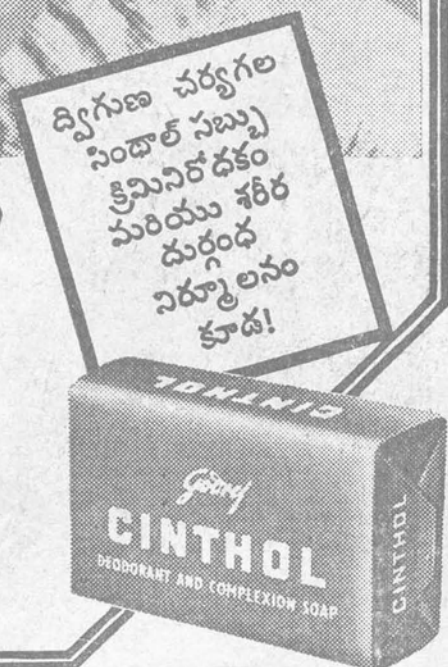 ద్విగుణ చర్యగల
సింథాల్ సబ్బు
క్రిమినిరోధకం
మరియు శరీర
దుర్గంధ
నిర్మూలనం
కూడ!
CINTHOL
Godrej
CINTHOL
DEODORANT AND COMPLEXION SOAP
CINTHOL